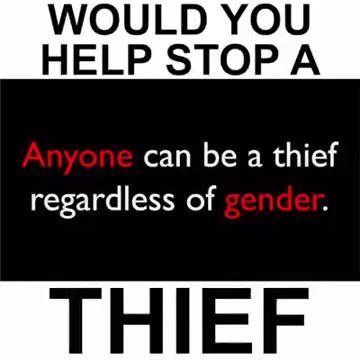 WOULD YOU
HELP STOP A
Anyone can be a thief
regardless of gender.
THIEF